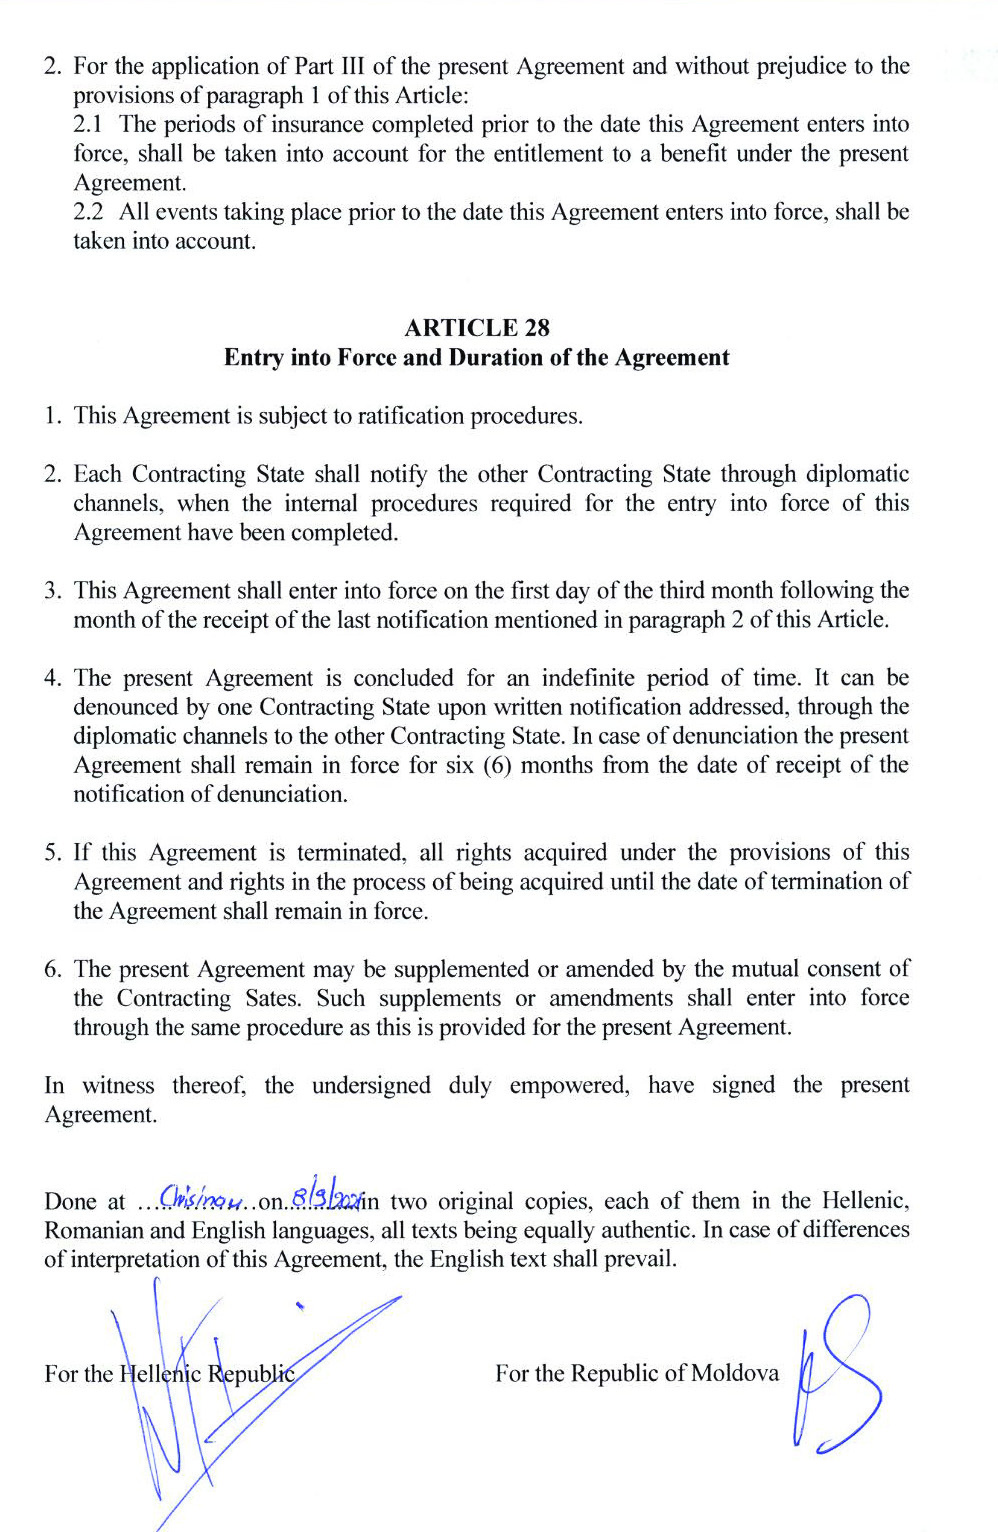 2. For the application of Part III of the present Agreement and without prejudice to the
provisions of paragraph 1 of this Article:
2.1 The periods of insurance completed prior to the date this Agreement enters into
force, shall be taken into account for the entitlement to a benefit under the present
Agreement.
2.2 All events taking place prior to the date this Agreement enters into force, shall be
taken into account.
ARTICLE 28
Entry into Force and Duration of the Agreement
1. This Agreement is subject to ratification procedures.
2. Each Contracting State shall notify the other Contracting State through diplomatic
channels, when the internal procedures required for the entry into force of this
Agreement have been completed.
3. This Agreement shall enter into force on the first day of the third month following the
month of the receipt of the last notification mentioned in paragraph 2 of this Article.
4. The present Agreement is concluded for an indefinite period of time. It can be
denounced by one Contracting State upon written notification addressed, through the
diplomatic channels to the other Contracting State. In case of denunciation the present
Agreement shall remain in force for six (6) months from the date of receipt of the
notification of denunciation.
5. If this Agreement is terminated, all rights acquired under the provisions of this
Agreement and rights in the process of being acquired until the date of termination of
the Agreement shall remain in force.
6. The present Agreement may be supplemented or amended by the mutual consent of
the Contracting Sates. Such supplements or amendments shall enter into force
through the same procedure as this is provided for the present Agreement.
In witness thereof, the undersigned duly empowered, have signed the present
Agreement.
Done at ....Chisinau..on..8/9/2021in two original copies, each of them in the Hellenic,
Romanian and English languages, all texts being equally authentic. In case of differences
of interpretation of this Agreement, the English text shall prevail.
For the Hellenic Republic For the Republic of Moldova